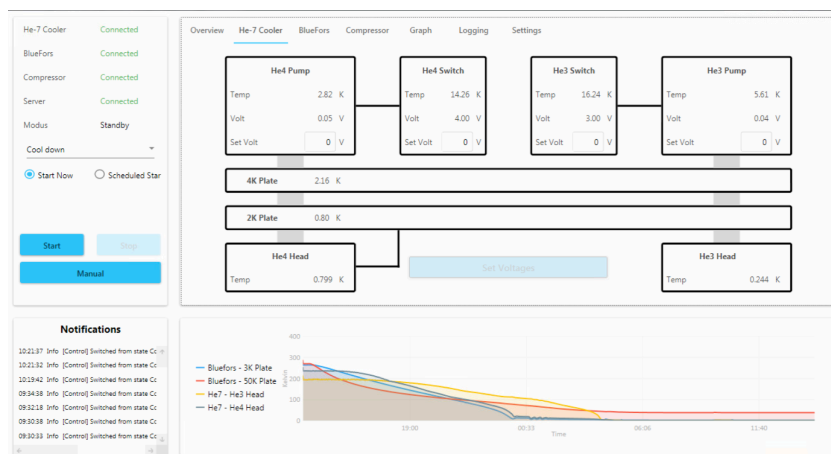 He-7 Cooler Connected
BlueFors Connected
Compressor Connected
Server Connected
Modus Standby
Cool down
Start Now Scheduled Star
Start Stop
Manual
Overview He-7 Cooler BlueFors Compressor Graph Logging Settings
He4 Pump
Temp 2.82 K
Volt 0.05 V
Set Volt 0 V
He4 Switch
Temp 14.26 K
Volt 4.00 V
Set Volt 0 V
He3 Switch
Temp 16.24 K
Volt 3.00 V
Set Volt 0 V
He3 Pump
Temp 5.61 K
Volt 0.04 V
Set Volt 0 V
4K Plate 2.16 K
2K Plate 0.80 K
He4 Head
Temp 0.799 K
Set Voltages
He3 Head
Temp 0.244 K
Notifications
10:21:37 Info [Control] Switched from state Co
10:21:32 Info [Control] Switched from state Co
10:19:42 Info [Control] Switched from state Co
09:34:38 Info [Control] Switched from state Co
09:32:18 Info [Control] Switched from state Co
09:30:38 Info [Control] Switched from state Co
09:30:33 Info [Control] Switched from state Co
Bluefors - 3K Plate
Bluefors - 50K Plate
He7 - He3 Head
He7 - He4 Head
Kelvin
400
300
200
100
0
19:00 00:33 06:06 11:40
Time